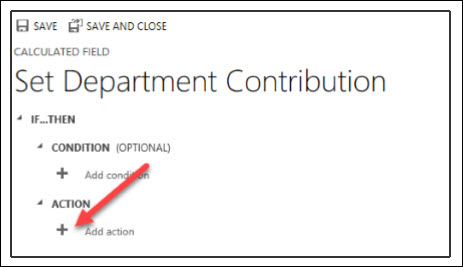 SAVE SAVE AND CLOSE
CALCULATED FIELD
Set Department Contribution
IF...THEN
CONDITION (OPTIONAL)
Add condition
ACTION
Add action